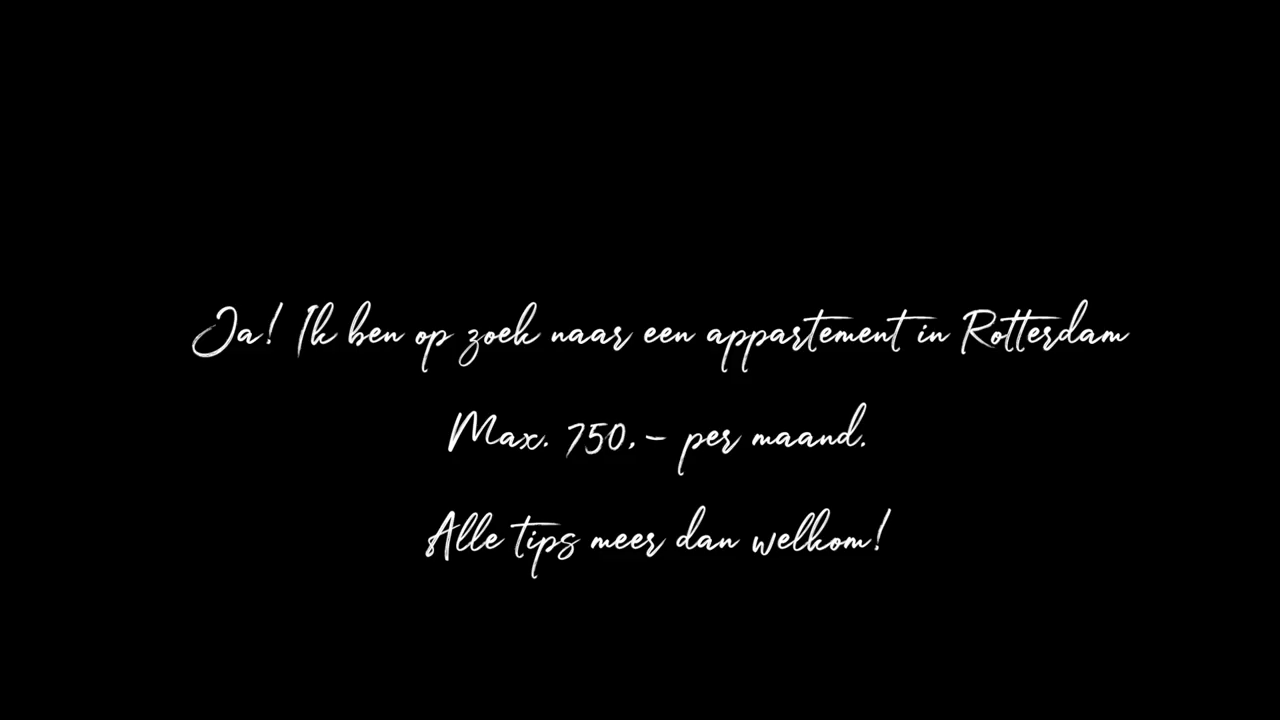 Ja! Ik ben op zoek naar een appartement in Rotterdam
Max. 750,- per maand.
Alle tips meer dan welkom!